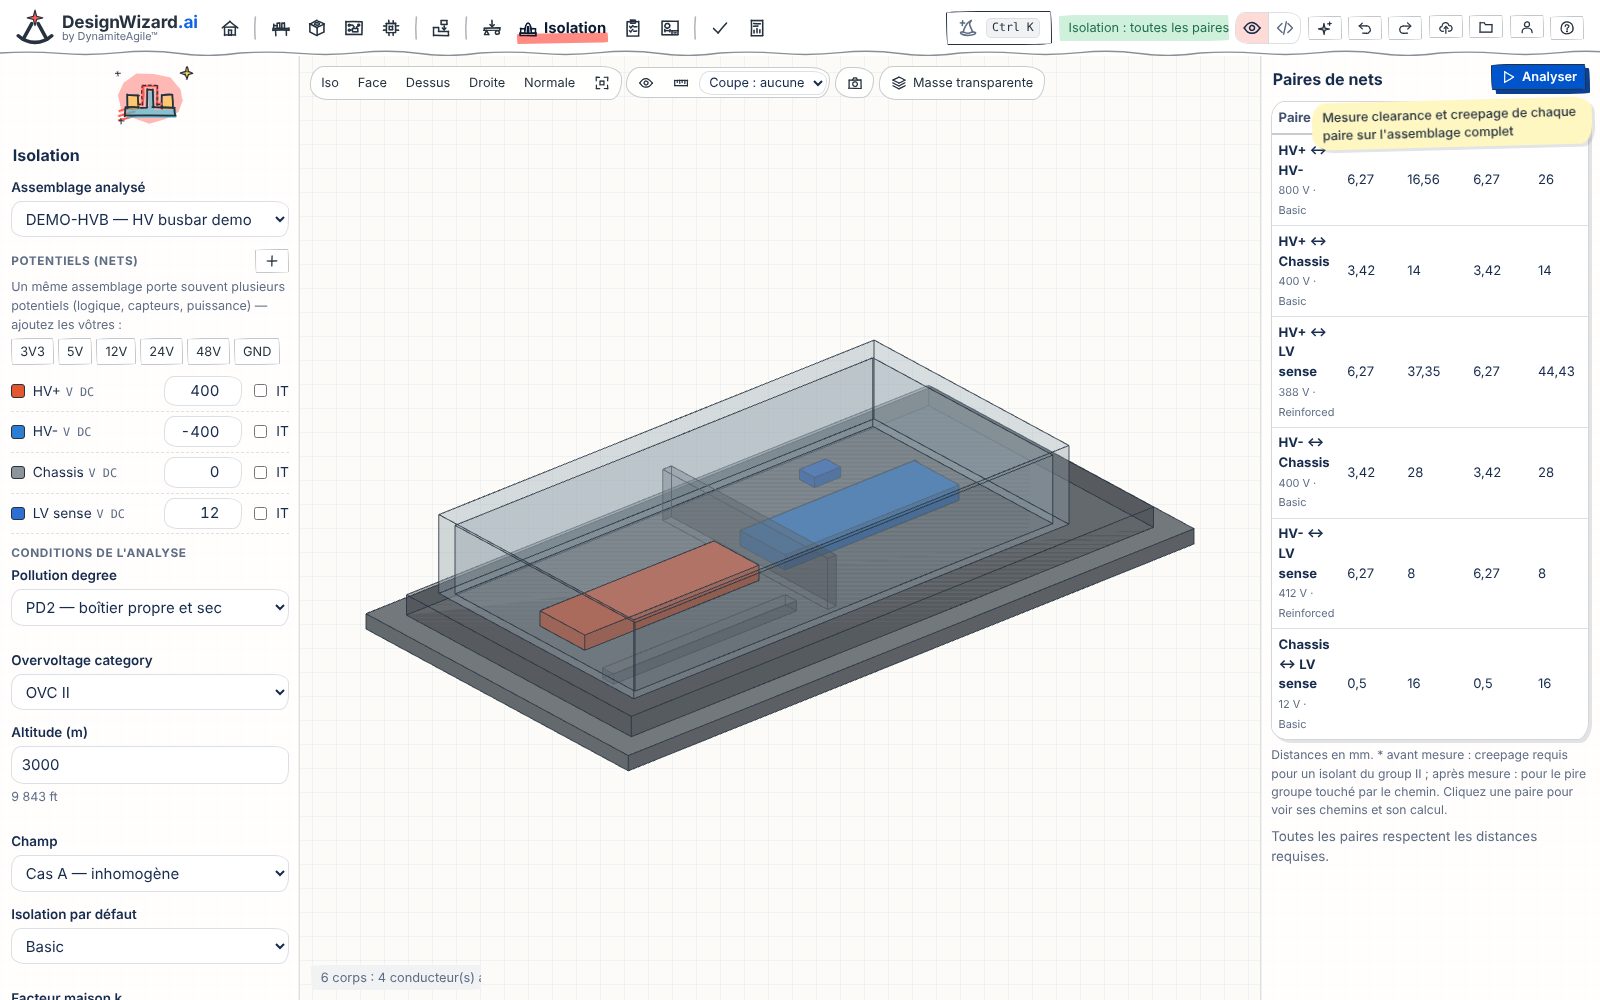 DesignWizard.ai
by DynamiteAgile™
Isolation
Ctrl K
Isolation : toutes les paires
Isolation
Assemblage analysé
DEMO-HVB — HV busbar demo
POTENTIELS (NETS)
+
Un même assemblage porte souvent plusieurs
potentiels (logique, capteurs, puissance) —
ajoutez les vôtres :
3V3 5V 12V 24V 48V GND
HV+ V DC 400 IT
HV- V DC -400 IT
Chassis V DC 0 IT
LV sense V DC 12 IT
CONDITIONS DE L'ANALYSE
Pollution degree
PD2 — boîtier propre et sec
Overvoltage category
OVC II
Altitude (m)
3000
9 843 ft
Champ
Cas A — inhomogène
Isolation par défaut
Basic
Facteur maison k
Iso Face Dessus Droite Normale
Coupe : aucune
Masse transparente
6 corps : 4 conducteur(s)
Paires de nets
Analyser
Paire
Mesure clearance et creepage de chaque
paire sur l'assemblage complet
HV+ ↔
HV-
800 V ·
Basic
6,27 16,56 6,27 26
HV+ ↔
Chassis
400 V ·
Basic
3,42 14 3,42 14
HV+ ↔
LV
sense
388 V ·
Reinforced
6,27 37,35 6,27 44,43
HV- ↔
Chassis
400 V ·
Basic
3,42 28 3,42 28
HV- ↔
LV
sense
412 V ·
Reinforced
6,27 8 6,27 8
Chassis
↔ LV
sense
12 V ·
Basic
0,5 16 0,5 16
Distances en mm. * avant mesure : creepage requis
pour un isolant du group II ; après mesure : pour le pire
groupe touché par le chemin. Cliquez une paire pour
voir ses chemins et son calcul.
Toutes les paires respectent les distances
requises.